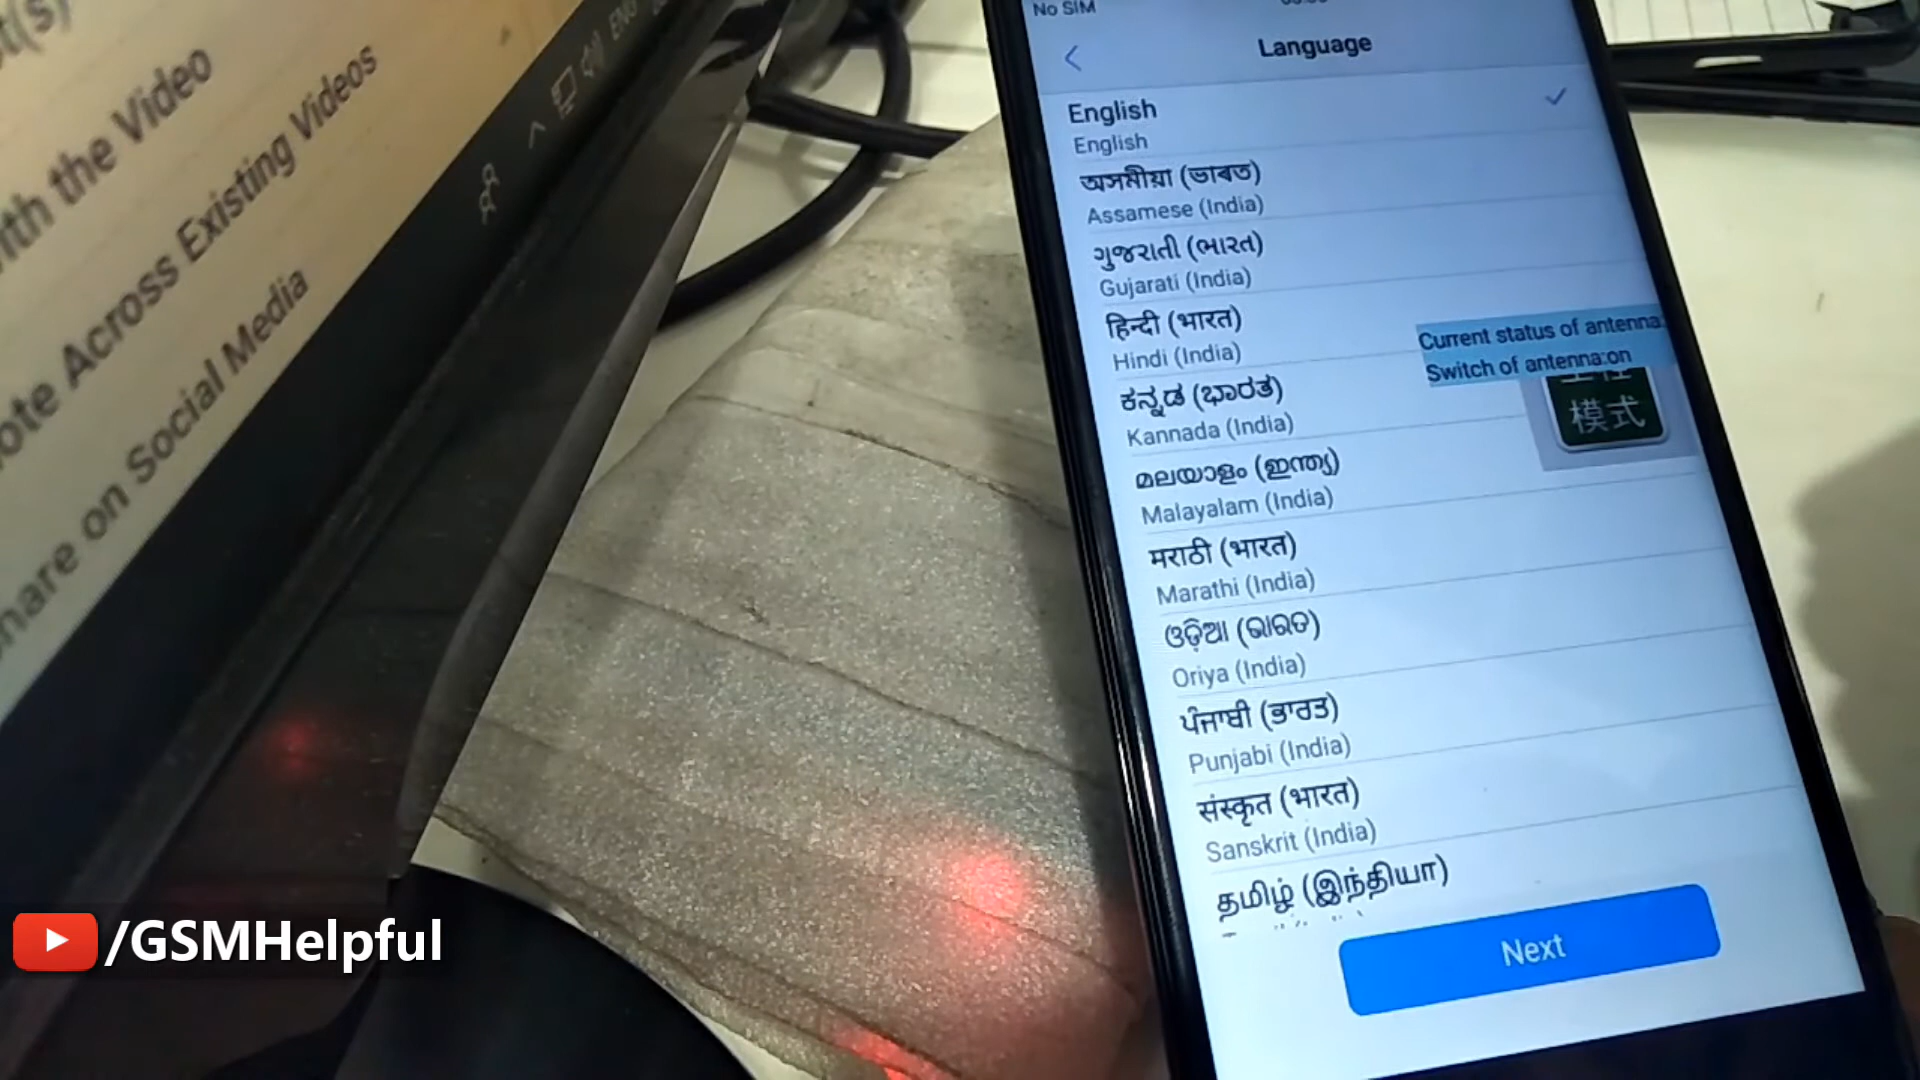 with the Video
Across Existing Videos
Share on Social Media
ENG
No SIM
Language
English
English
অসমীয়া (ভাৰত)
Assamese (India)
ગુજરાતી (ભારત)
Gujarati (India)
हिन्दी (भारत)
Hindi (India)
ಕನ್ನಡ (ಭಾರತ)
Kannada (India)
മലയാളം (ഇന്ത്യ)
Malayalam (India)
मराठी (भारत)
Marathi (India)
ଓଡ଼ିଆ (ଭାରତ)
Oriya (India)
ਪੰਜਾਬੀ (ਭਾਰਤ)
Punjabi (India)
संस्कृत (भारत)
Sanskrit (India)
தமிழ் (இந்தியா)
Current status of antenna:
Switch of antenna:on
模式
Next
/GSMHelpful